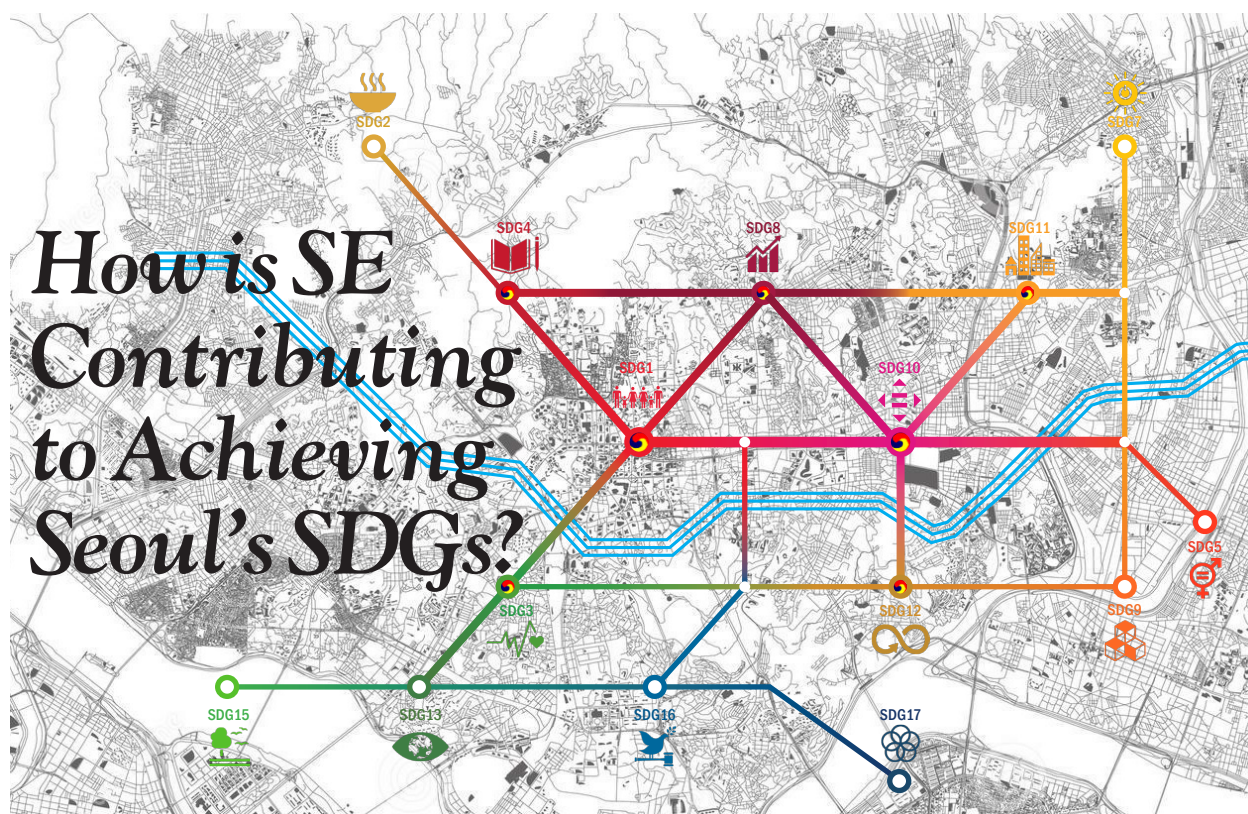 SDG2
SDG7
SDG4
SDG8
SDG11
How is SE
Contributing
to Achieving
Seoul's SDGs?
SDG1
SDG10
SDG5
SDG3
SDG12
SDG9
SDG15
SDG13
SDG16
SDG17